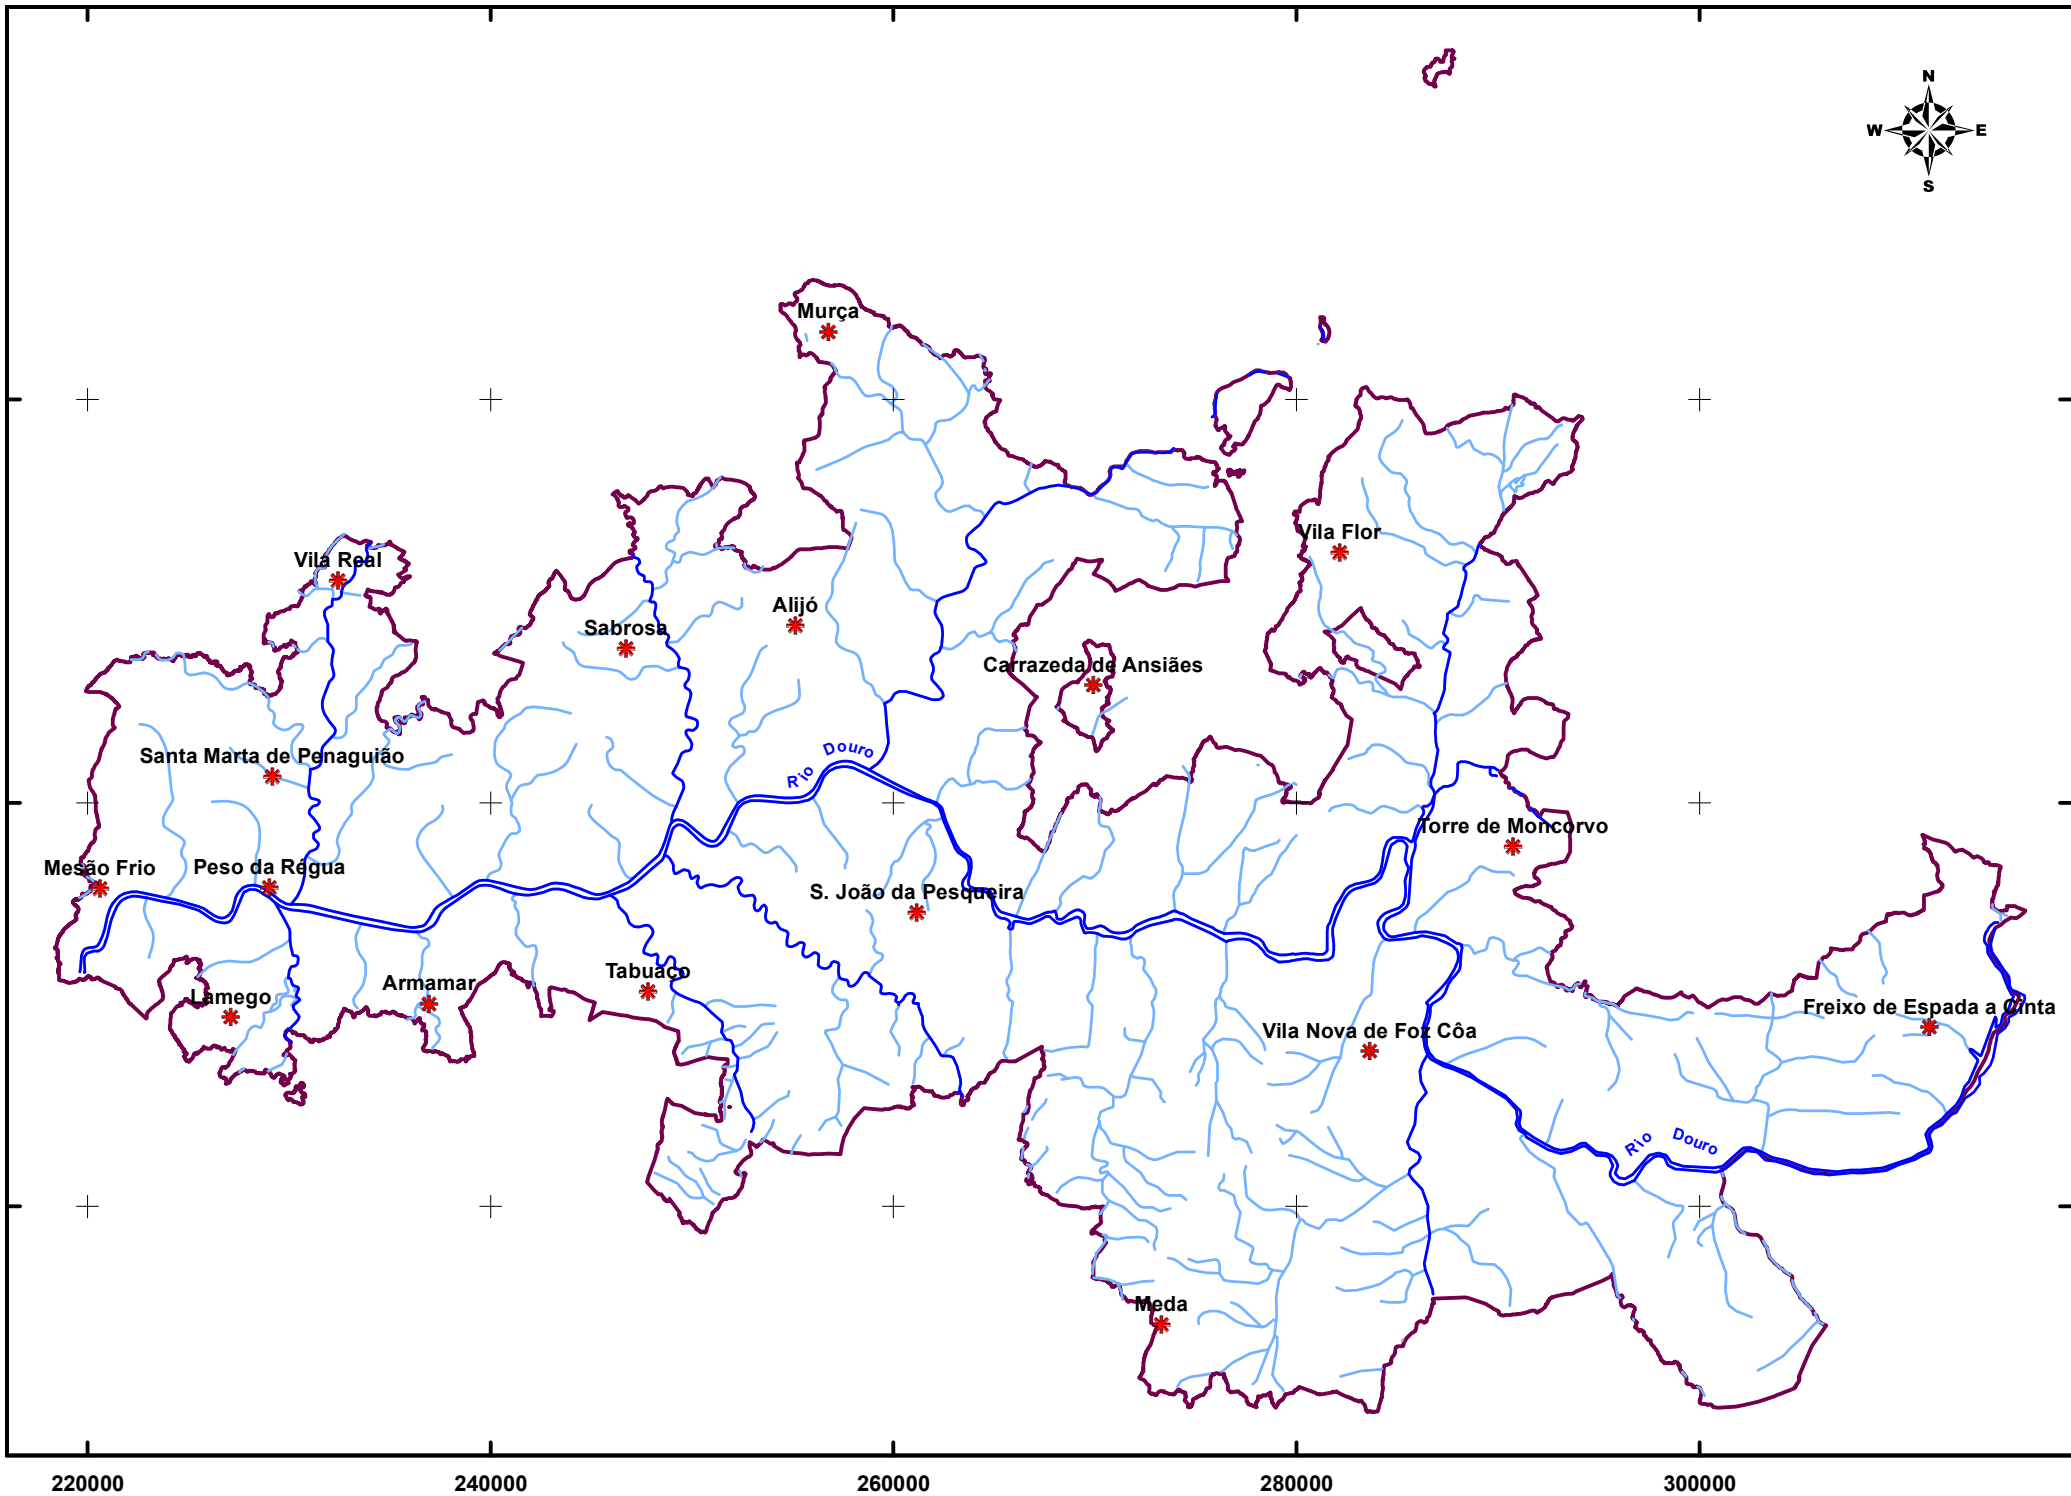 N
W E
S
Murça
Vila Flor
Vila Real
Alijó
Sabrosa
Carrazeda de Ansiães
Rio Douro
Santa Marta de Penaguião
Torre de Moncorvo
Mesão Frio
Peso da Régua
S. João da Pesqueira
Tabuaço
Armamar
Lamego
Freixo de Espada a Cinta
Vila Nova de Foz Côa
Rio Douro
Meda
220000 240000 260000 280000 300000